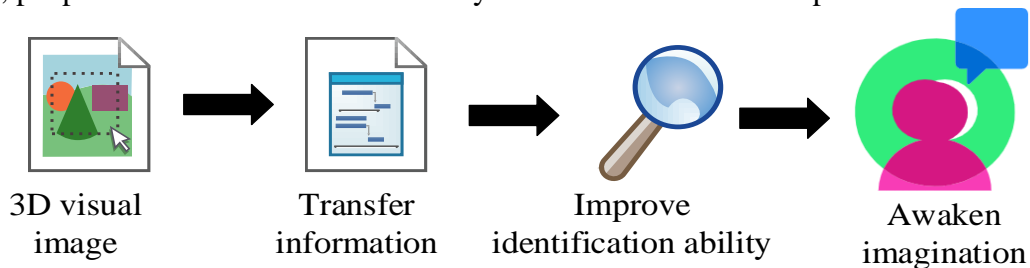 3D visual
image
Transfer
information
Improve
identification ability
Awaken
imagination